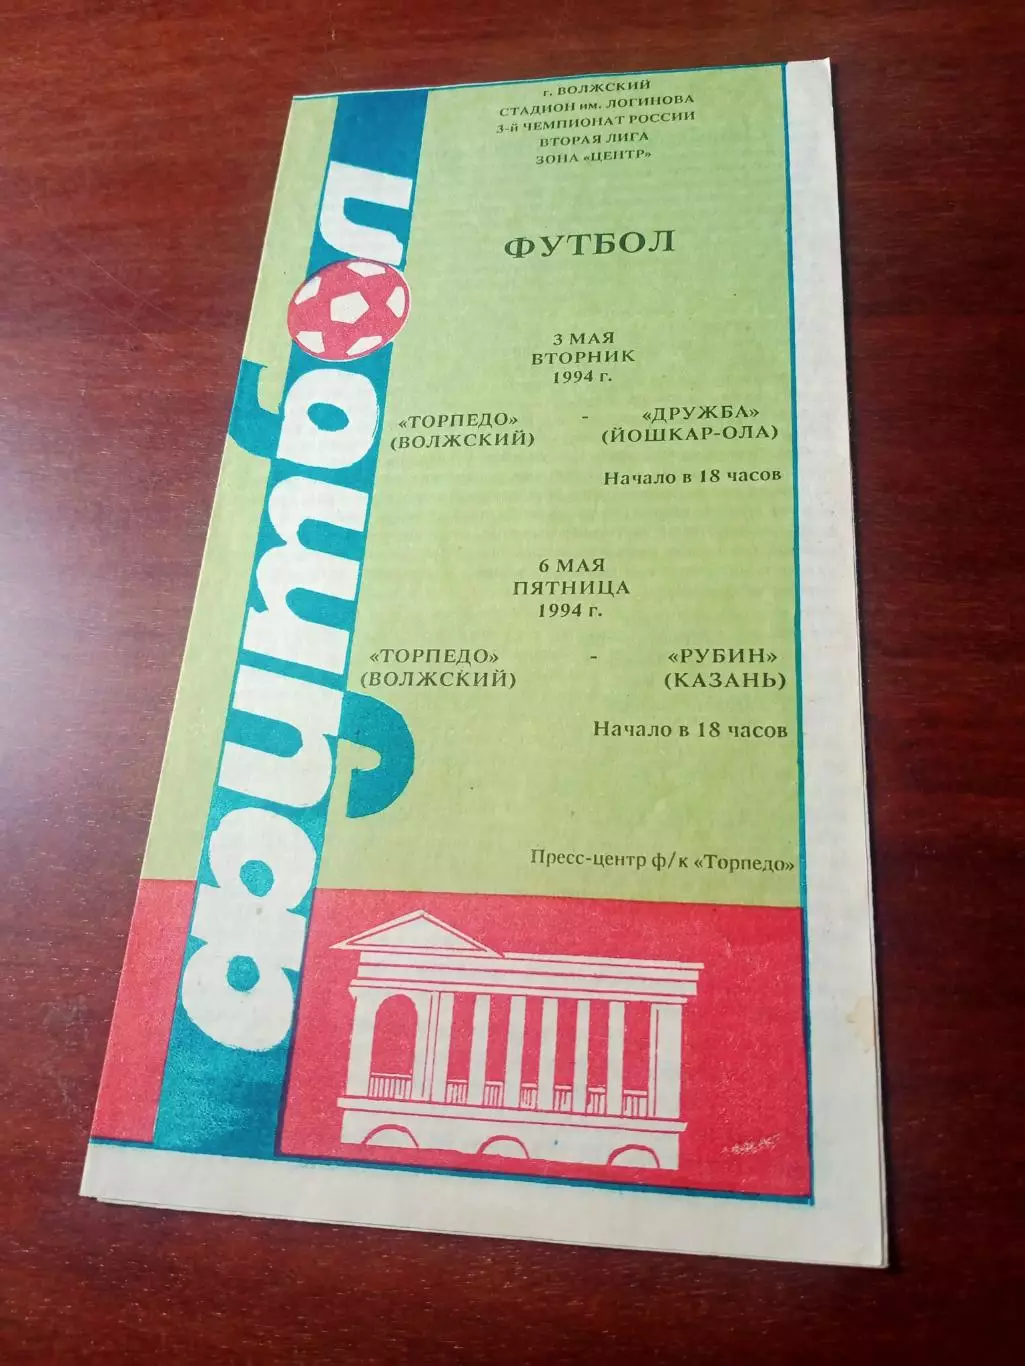 г. ВОЛЖСКИЙ
СТАДИОН им. ЛОГИНОВА
3-й ЧЕМПИОНАТ РОССИИ
ВТОРАЯ ЛИГА
ЗОНА «ЦЕНТР»
футбол
ФУТБОЛ
3 МАЯ
ВТОРНИК
1994 г.
«ТОРПЕДО» - «ДРУЖБА»
(ВОЛЖСКИЙ) (ЙОШКАР-ОЛА)
Начало в 18 часов
6 МАЯ
ПЯТНИЦА
1994 г.
«ТОРПЕДО» - «РУБИН»
(ВОЛЖСКИЙ) (КАЗАНЬ)
Начало в 18 часов
Пресс-центр ф/к «Торпедо»